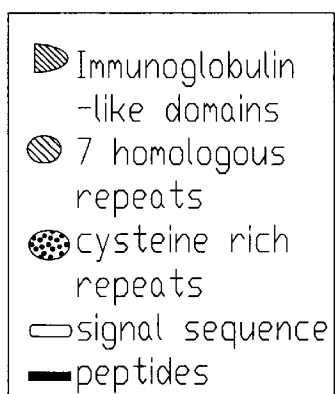 Immunoglobulin
-like domains
7 homologous
repeats
cysteine rich
repeats
signal sequence
peptides